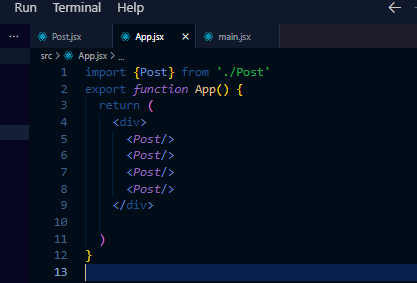 Run Terminal Help
... Post.jsx App.jsx × main.jsx
src > App.jsx > ...
1 import {Post} from './Post'
2 export function App() {
3 return (
4 <div>
5 <Post/>
6 <Post/>
7 <Post/>
8 <Post/>
9 </div>
10
11 )
12 }
13